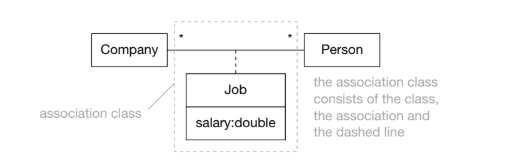 * *
Company
Person
Job
salary:double
association class
the association class
consists of the class,
the association and
the dashed line